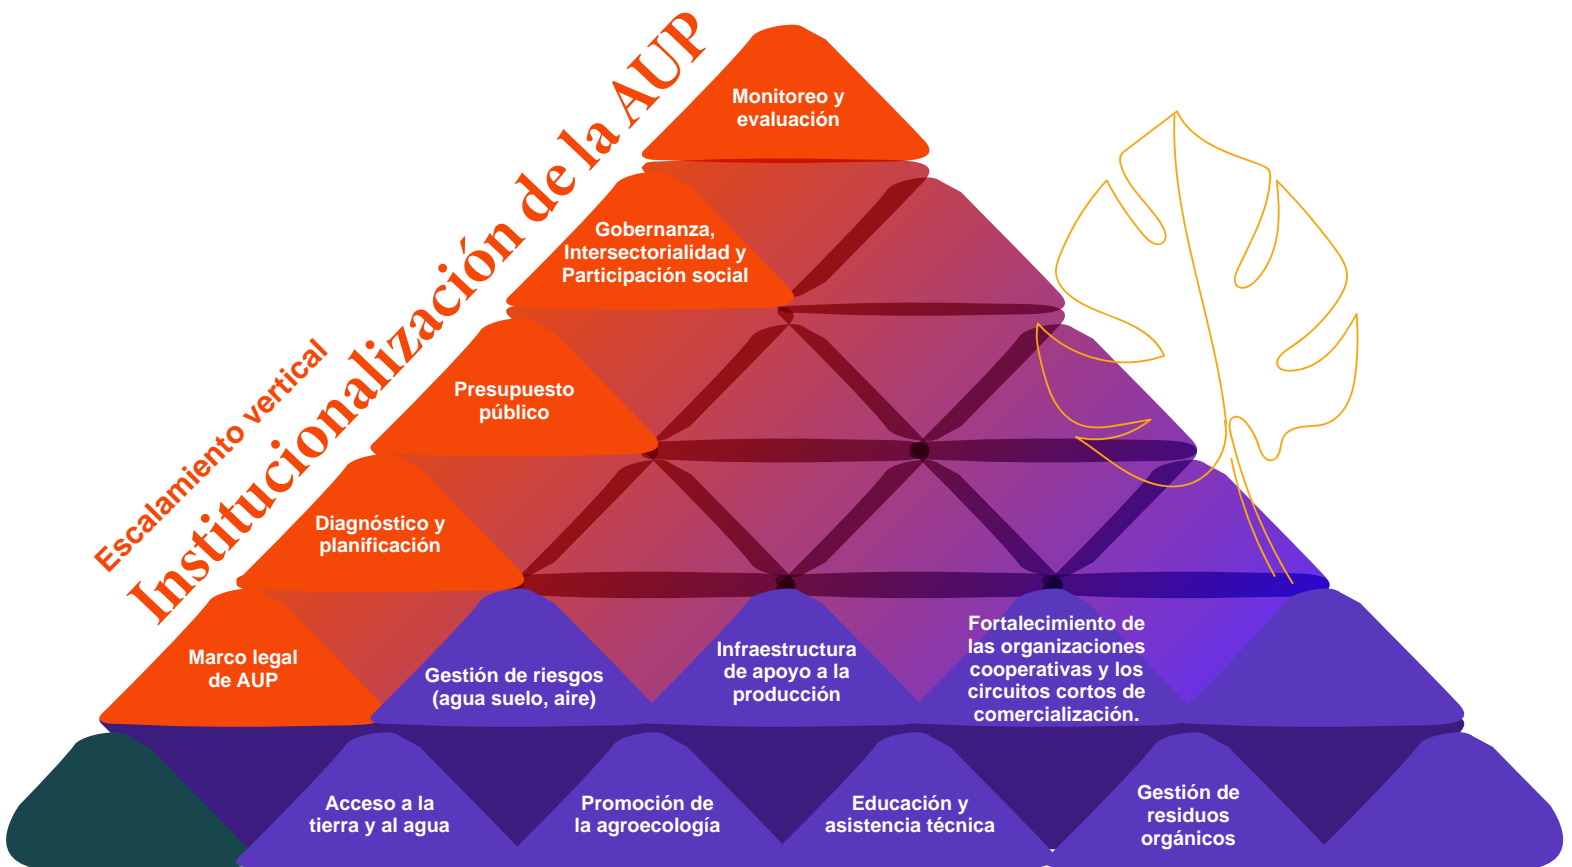 Institucionalización de la AUP
Escalamiento vertical
Monitoreo y
evaluación
Gobernanza,
Intersectorialidad y
Participación social
Presupuesto
público
Diagnóstico y
planificación
Marco legal
de AUP
Gestión de riesgos
(agua suelo, aire)
Infraestructura
de apoyo a la
producción
Fortalecimiento de
las organizaciones
cooperativas y los
circuitos cortos de
comercialización.
Acceso a la
tierra y al agua
Promoción de
la agroecología
Educación y
asistencia técnica
Gestión de
residuos
orgánicos